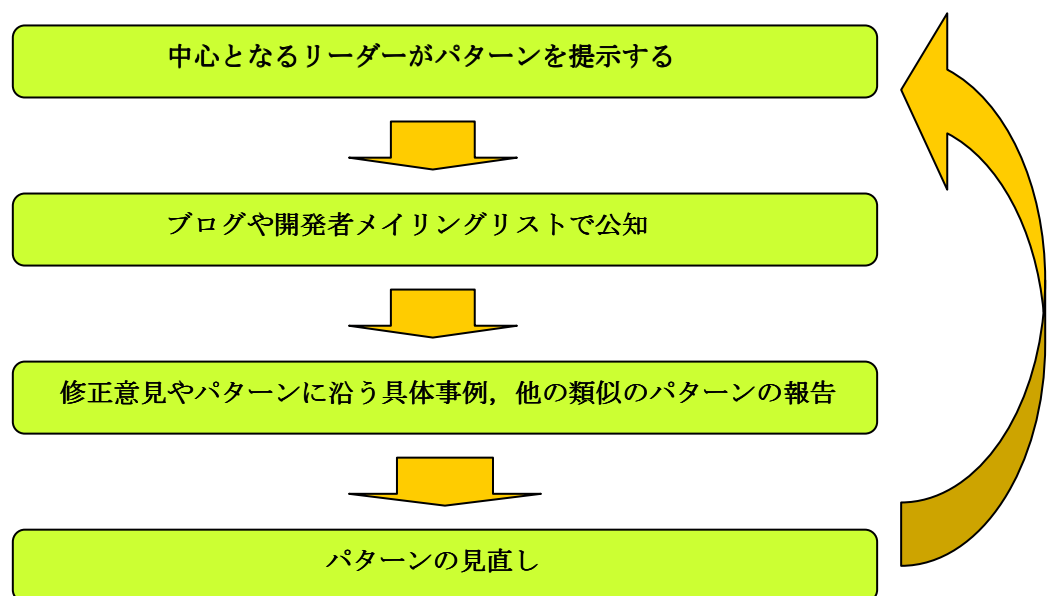 中心となるリーダーがパターンを提示する
ブログや開発者メイリングリストで公知
修正意見やパターンに沿う具体事例，他の類似のパターンの報告
パターンの見直し